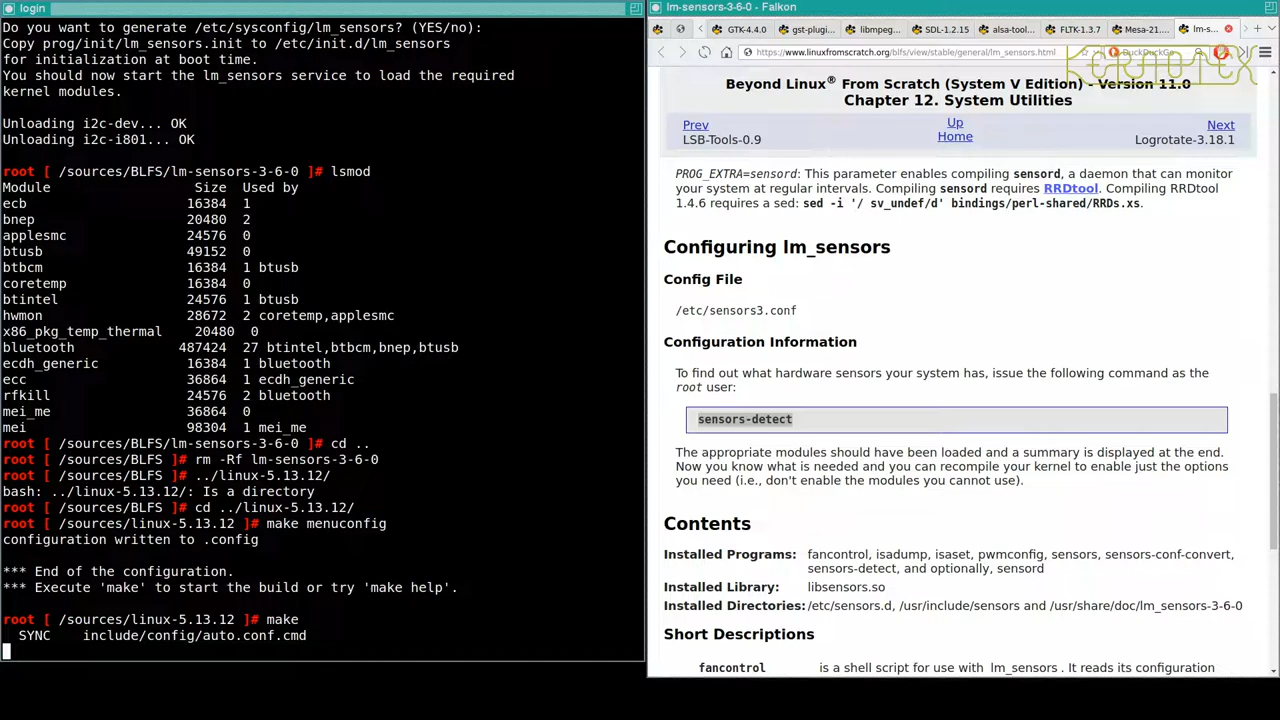 login
Do you want to generate /etc/sysconfig/lm_sensors? (YES/no):
Copy prog/init/lm_sensors.init to /etc/init.d/lm_sensors
for initialization at boot time.
You should now start the lm_sensors service to load the required
kernel modules.
Unloading i2c-dev... OK
Unloading i2c-i801... OK
root [ /sources/BLFS/lm-sensors-3-6-0 ]# lsmod
Module Size Used by
ecb 16384 1
bnep 20480 2
applesmc 24576 0
btusb 49152 0
btbcm 16384 1 btusb
coretemp 16384 0
btintel 24576 1 btusb
hwmon 28672 2 coretemp,applesmc
x86_pkg_temp_thermal 20480 0
bluetooth 487424 27 btintel,btbcm,bnep,btusb
ecdh_generic 16384 1 bluetooth
ecc 36864 1 ecdh_generic
rfkill 24576 2 bluetooth
mei_me 36864 0
mei 98304 1 mei_me
root [ /sources/BLFS/lm-sensors-3-6-0 ]# cd ..
root [ /sources/BLFS ]# rm -Rf lm-sensors-3-6-0
root [ /sources/BLFS ]# ../linux-5.13.12/
bash: ../linux-5.13.12/: Is a directory
root [ /sources/BLFS ]# cd ../linux-5.13.12/
root [ /sources/linux-5.13.12 ]# make menuconfig
configuration written to .config
*** End of the configuration.
*** Execute 'make' to start the build or try 'make help'.
root [ /sources/linux-5.13.12 ]# make
SYNC include/config/auto.conf.cmd
lm-sensors-3-6-0 - Falkon
GTK-4.4.0 gst-plugi... libmpeg... SDL-1.2.15 alsa-tool... FLTK-1.3.7 Mesa-21.... lm-s...
https://www.linuxfromscratch.org/blfs/view/stable/general/lm_sensors.html DuckDuckGo
KERNOTEX
Beyond Linux® From Scratch (System V Edition) - Version 11.0
Chapter 12. System Utilities
Prev Up Next
LSB-Tools-0.9 Home Logrotate-3.18.1
PROG_EXTRA=sensord: This parameter enables compiling sensord, a daemon that can monitor
your system at regular intervals. Compiling sensord requires RRDtool. Compiling RRDtool
1.4.6 requires a sed: sed -i '/ sv_undef/d' bindings/perl-shared/RRDs.xs.
Configuring lm_sensors
Config File
/etc/sensors3.conf
Configuration Information
To find out what hardware sensors your system has, issue the following command as the
root user:
sensors-detect
The appropriate modules should have been loaded and a summary is displayed at the end.
Now you know what is needed and you can recompile your kernel to enable just the options
you need (i.e., don't enable the modules you cannot use).
Contents
Installed Programs: fancontrol, isadump, isaset, pwmconfig, sensors, sensors-conf-convert,
sensors-detect, and optionally, sensord
Installed Library: libsensors.so
Installed Directories: /etc/sensors.d, /usr/include/sensors and /usr/share/doc/lm_sensors-3-6-0
Short Descriptions
fancontrol is a shell script for use with lm_sensors. It reads its configuration